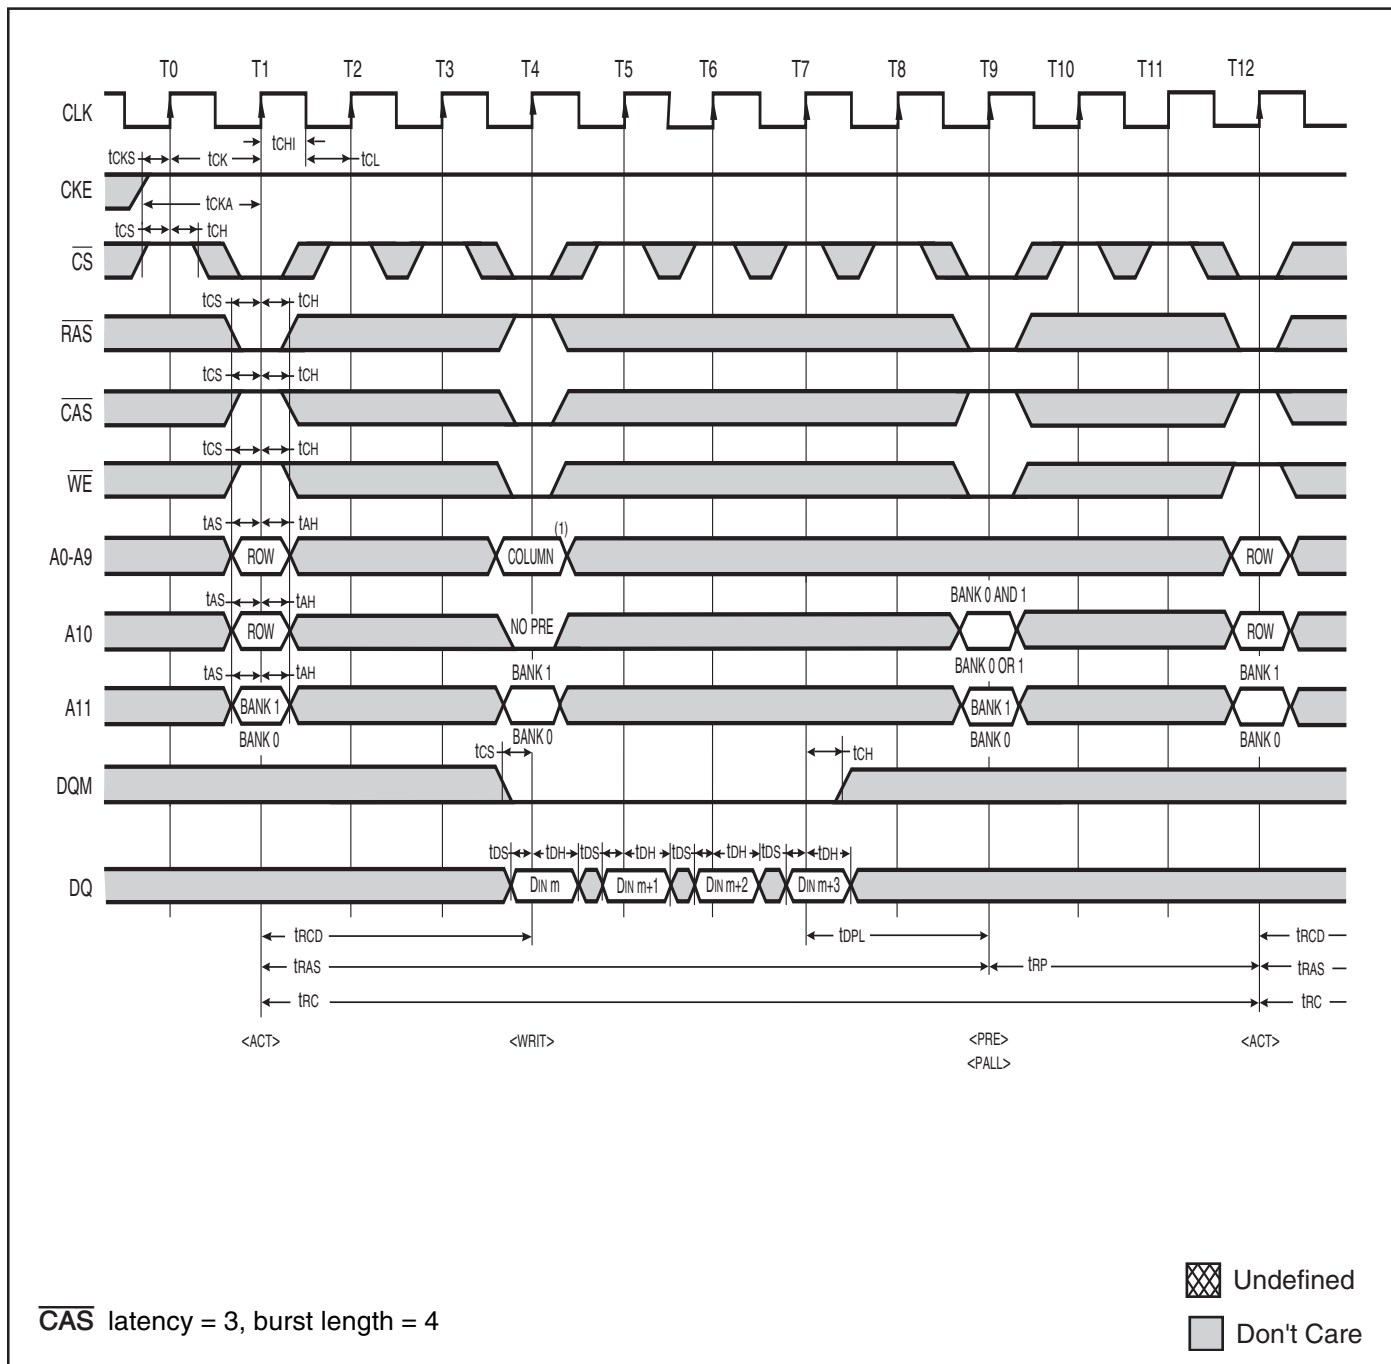 T0 T1 T2 T3 T4 T5 T6 T7 T8 T9 T10 T11 T12
CLK
tCHI
tCKS tCK tCL
CKE
tCKA
tCS tCH
CS
tCS tCH
RAS
tCS tCH
CAS
tCS tCH
WE
tAS tAH (1)
A0-A9 ROW COLUMN ROW
tAS tAH BANK 0 AND 1
A10 ROW NO PRE ROW
tAS tAH BANK 1 BANK 0 OR 1 BANK 1
A11 BANK 1 BANK 1
BANK 0 BANK 0 BANK 0 BANK 0
tCS tCH
DQM
tDS tDH tDS tDH tDS tDH tDS tDH
DQ DIN m DIN m+1 DIN m+2 DIN m+3
tRCD tDPL tRCD
tRAS tRP tRAS
tRC tRC
<ACT> <WRIT> <PRE> <ACT>
<PALL>
Undefined
CAS latency = 3, burst length = 4
Don't Care